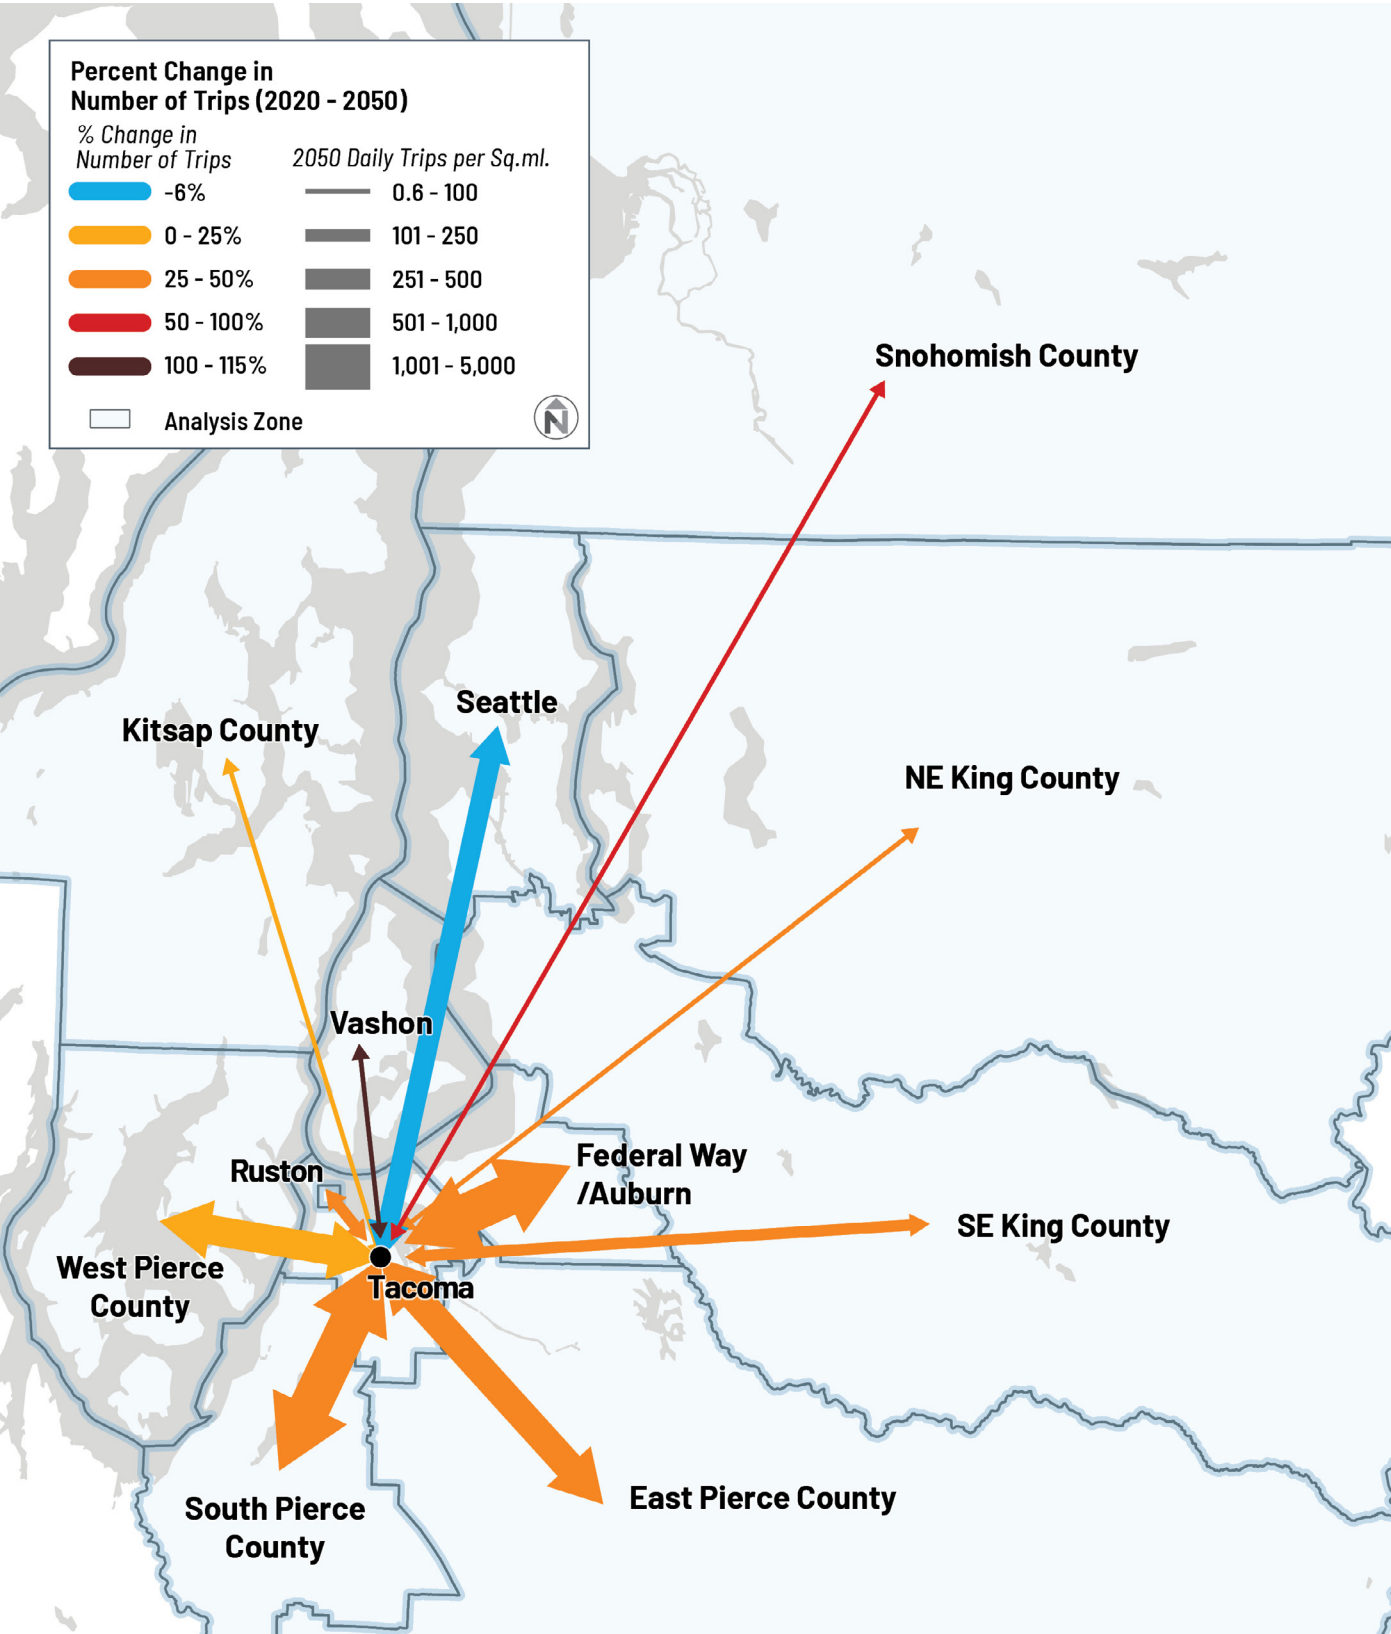 Percent Change in
Number of Trips (2020 - 2050)
% Change in
Number of Trips
2050 Daily Trips per Sq.ml.
-6%
0.6 - 100
0 - 25%
101 - 250
25 - 50%
251 - 500
50 - 100%
501 - 1,000
100 - 115%
1,001 - 5,000
Analysis Zone
N
Snohomish County
Seattle
Kitsap County
NE King County
Vashon
Federal Way
/Auburn
Ruston
SE King County
West Pierce
County
Tacoma
East Pierce County
South Pierce
County